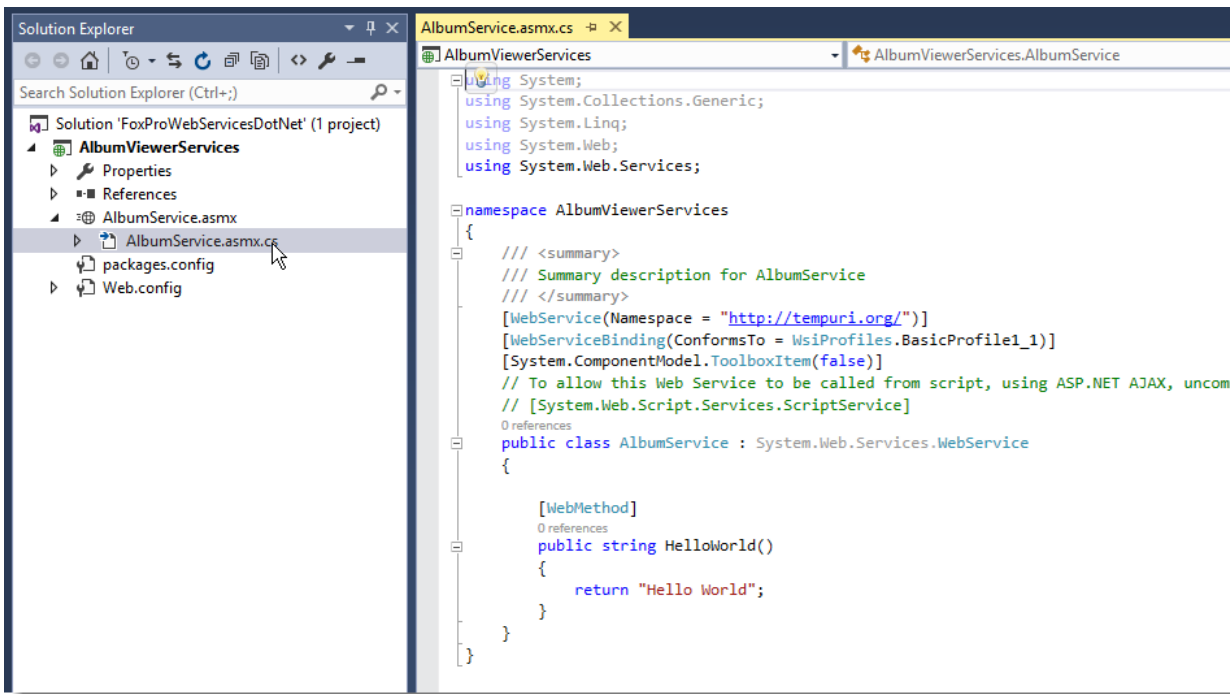 Solution Explorer
Search Solution Explorer (Ctrl+;)
Solution 'FoxProWebServicesDotNet' (1 project)
AlbumViewerServices
Properties
References
AlbumService.asmx
AlbumService.asmx.cs
packages.config
Web.config
AlbumService.asmx.cs
AlbumViewerServices AlbumViewerServices.AlbumService
using System;
using System.Collections.Generic;
using System.Linq;
using System.Web;
using System.Web.Services;
namespace AlbumViewerServices
{
/// <summary>
/// Summary description for AlbumService
/// </summary>
[WebService(Namespace = "http://tempuri.org/")]
[WebServiceBinding(ConformsTo = WsiProfiles.BasicProfile1_1)]
[System.ComponentModel.ToolboxItem(false)]
// To allow this Web Service to be called from script, using ASP.NET AJAX, uncom
// [System.Web.Script.Services.ScriptService]
0 references
public class AlbumService : System.Web.Services.WebService
{
[WebMethod]
0 references
public string HelloWorld()
{
return "Hello World";
}
}
}